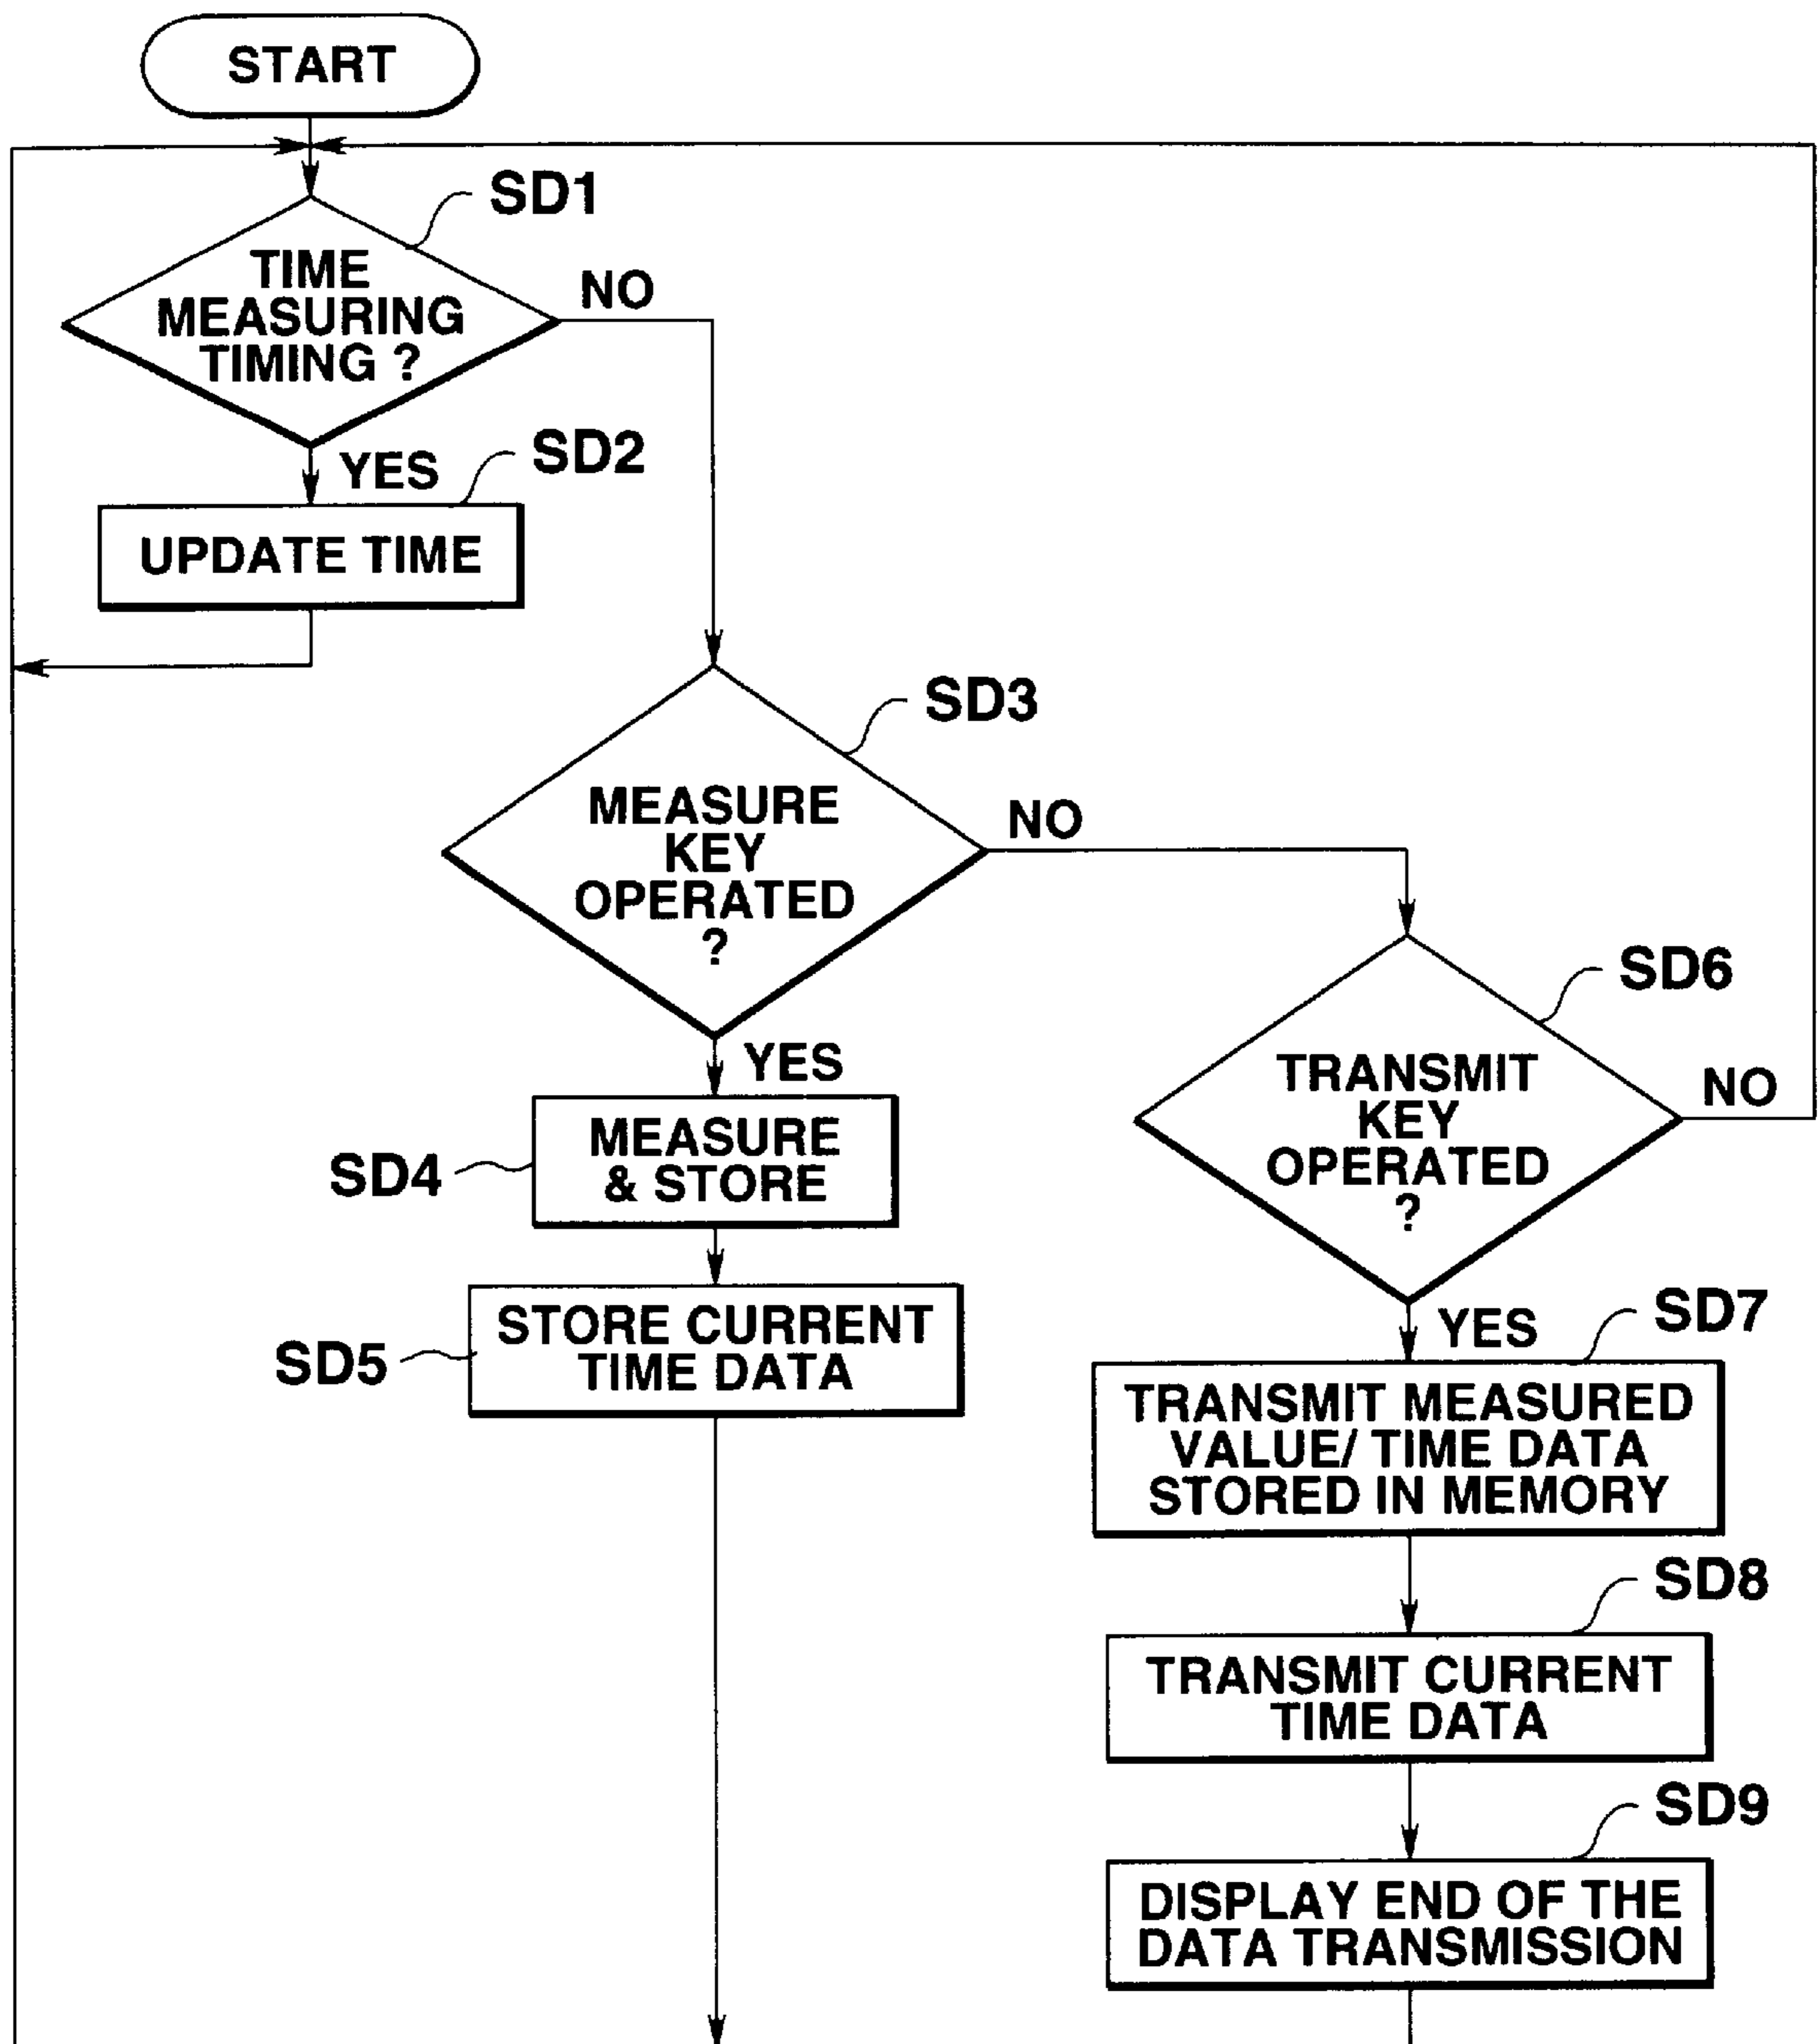 START
SD1
TIME
MEASURING
TIMING ?
NO
YES
SD2
UPDATE TIME
SD3
MEASURE
KEY
OPERATED
?
NO
YES
SD4
MEASURE
& STORE
SD5
STORE CURRENT
TIME DATA
SD6
TRANSMIT
KEY
OPERATED
?
NO
YES
SD7
TRANSMIT MEASURED
VALUE/ TIME DATA
STORED IN MEMORY
SD8
TRANSMIT CURRENT
TIME DATA
SD9
DISPLAY END OF THE
DATA TRANSMISSION